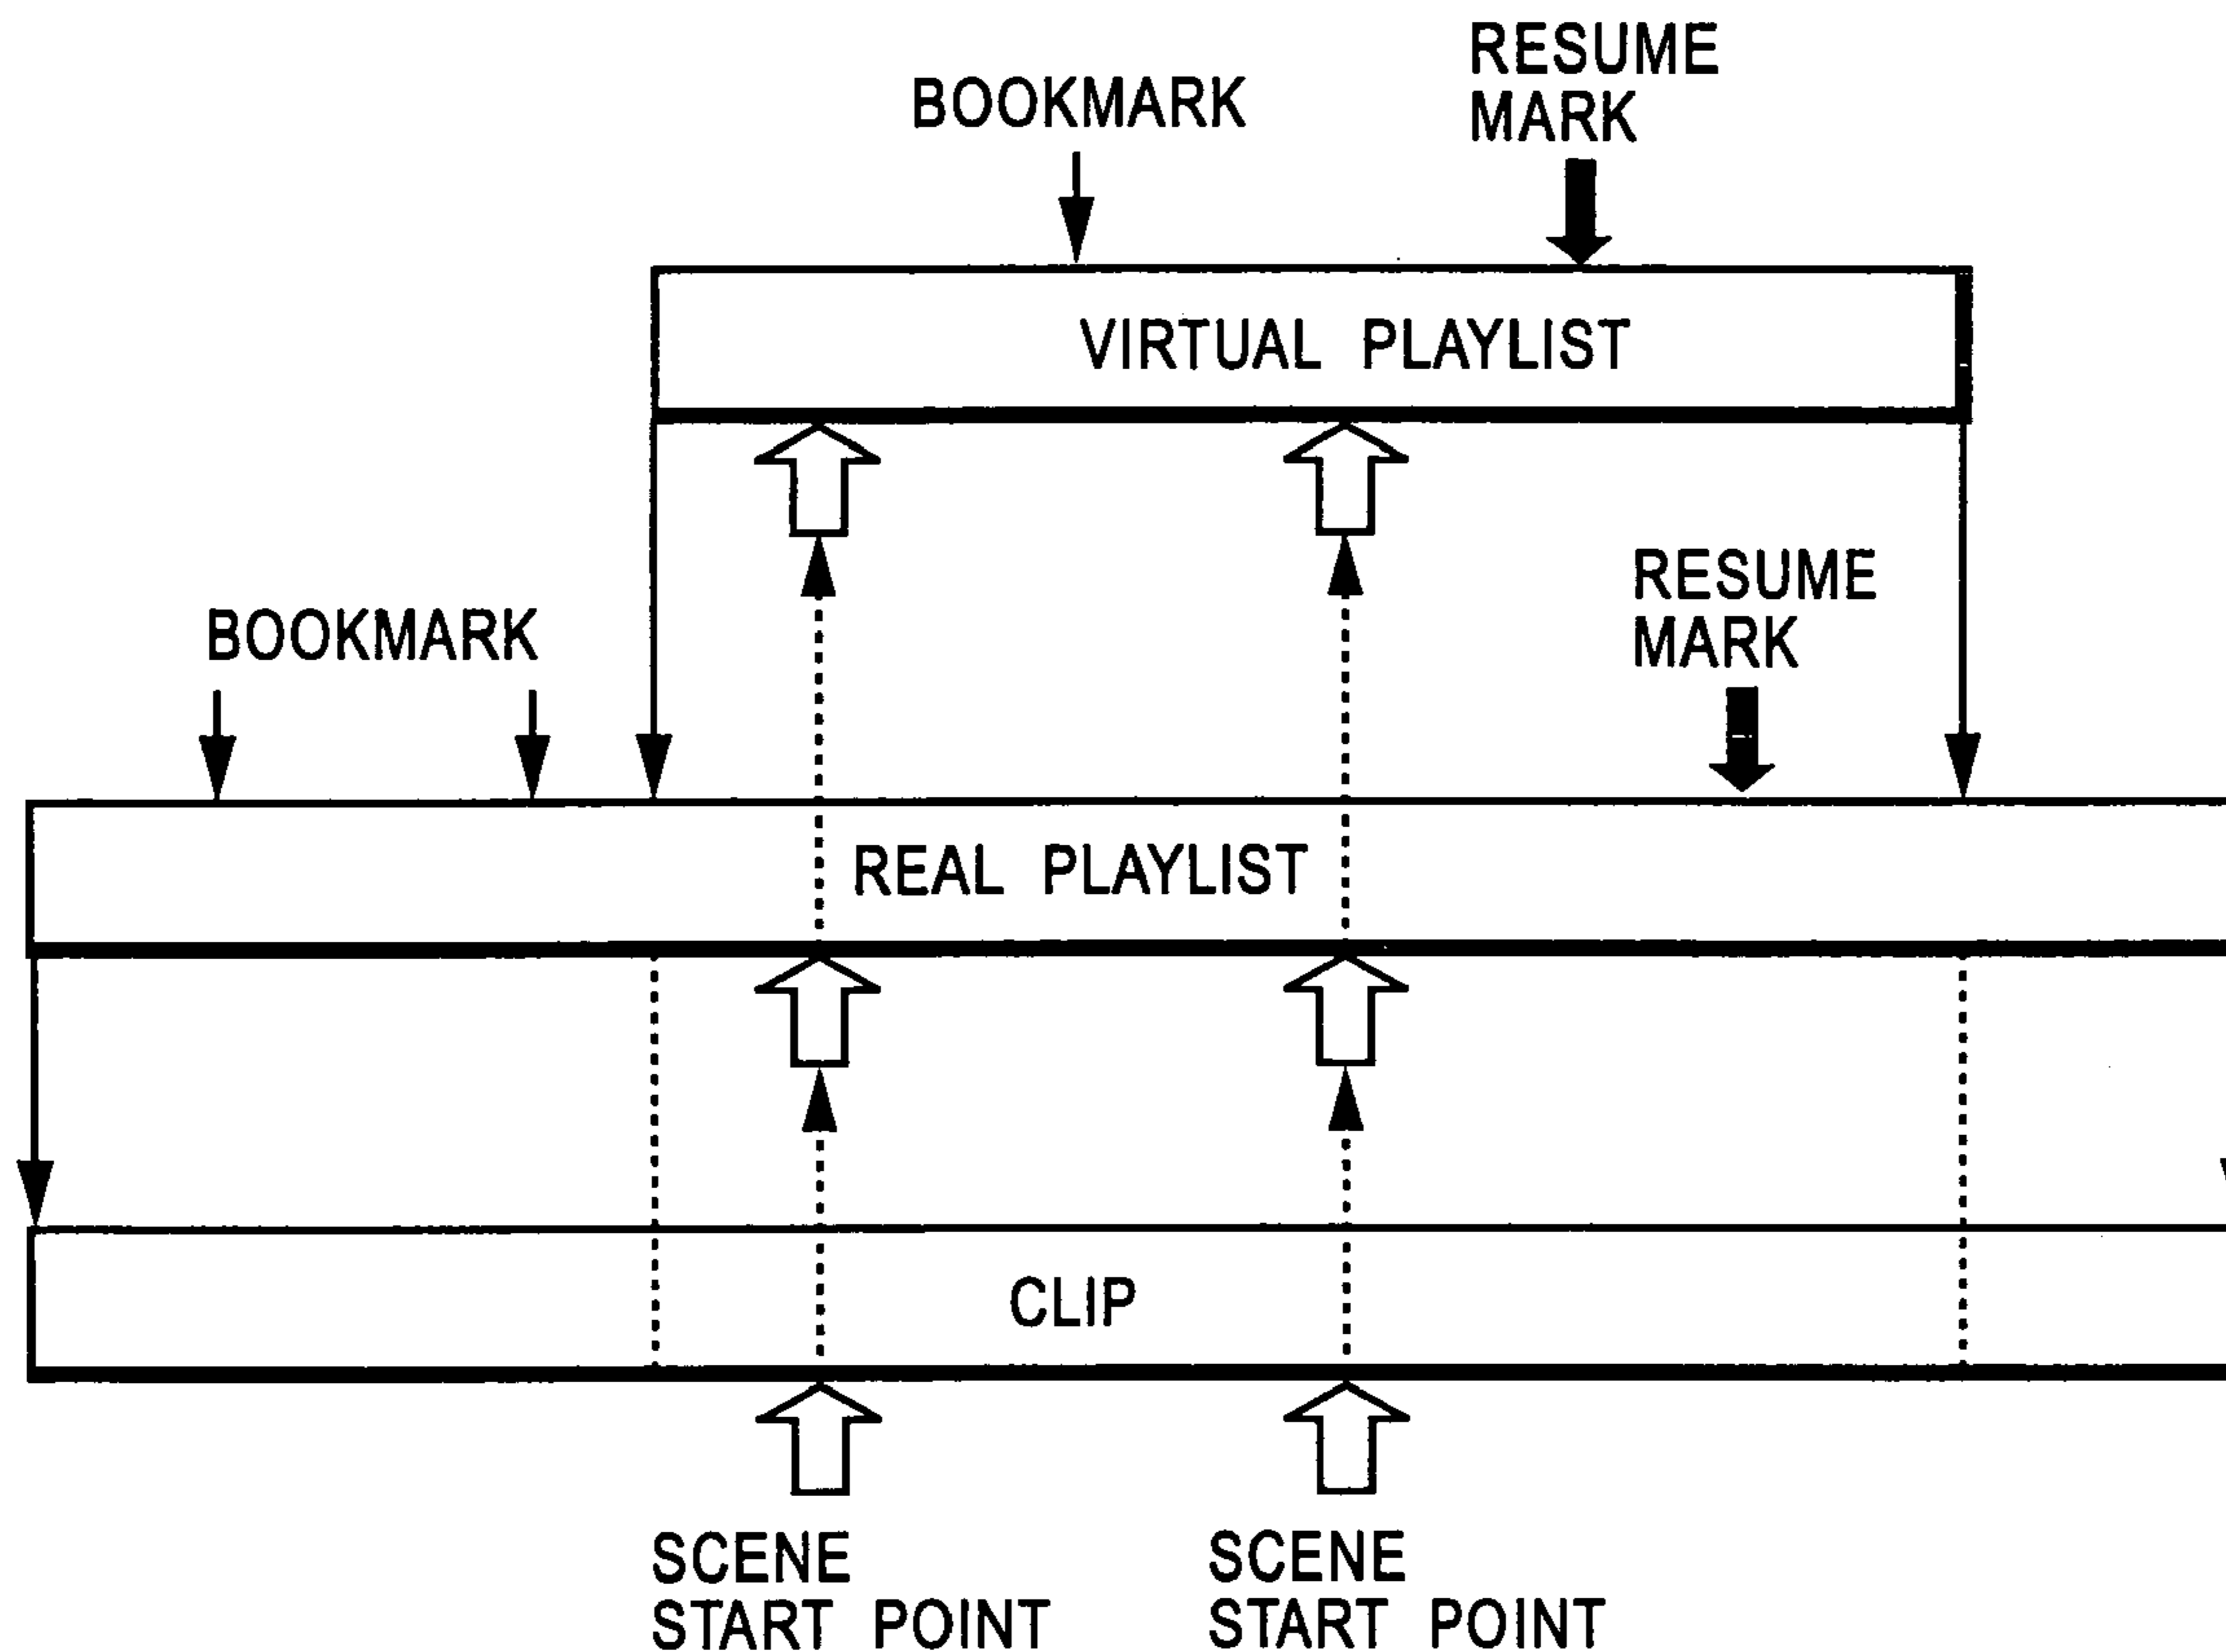 BOOKMARK
RESUME
MARK
VIRTUAL PLAYLIST
BOOKMARK
RESUME
MARK
REAL PLAYLIST
CLIP
SCENE
START POINT
SCENE
START POINT